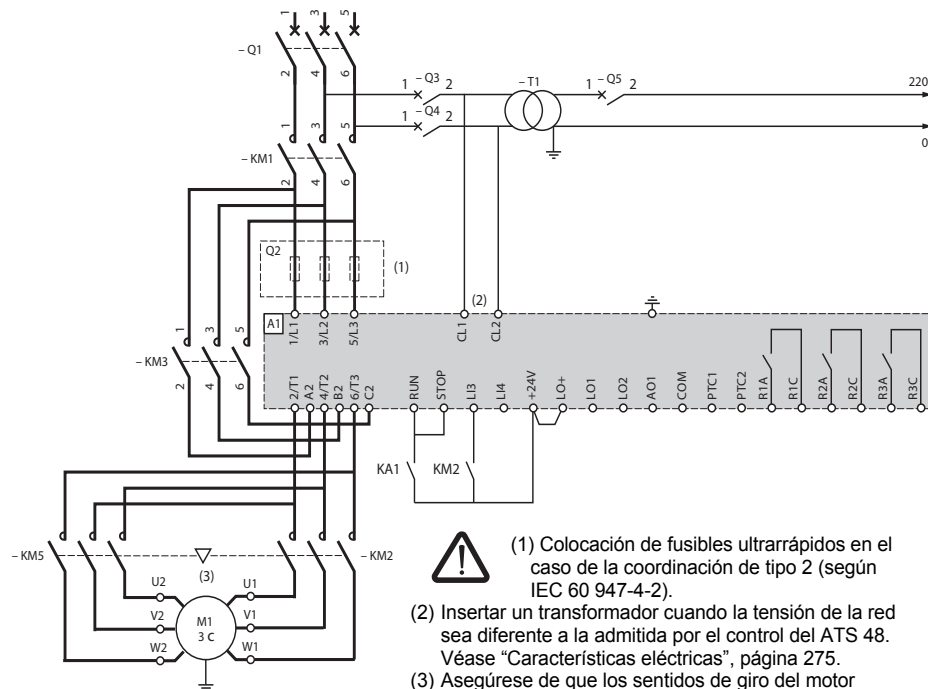 1 3 5
– Q1
2 4 6
1 – Q3 2
– T1
1 – Q5 2
220
1 – Q4 2
0
1 3 5
– KM1
2 4 6
Q2
(1)
(2)
A1
1/L1 3/L2 5/L3 CL1 CL2
1 3 5
– KM3
2 4 6
2/T1 A2 4/T2 B2 6/T3 C2 RUN STOP LI3 LI4 +24V LO+ LO1 LO2 AO1 COM PTC1 PTC2 R1A R1C R2A R2C R3A R3C
KA1 KM2
– KM5
(3)
– KM2
U2 U1
V2 V1
W2 W1
M1
3 C
(1) Colocación de fusibles ultrarrápidos en el
caso de la coordinación de tipo 2 (según
IEC 60 947-4-2).
(2) Insertar un transformador cuando la tensión de la red
sea diferente a la admitida por el control del ATS 48.
Véase “Características eléctricas”, página 275.
(3) Asegúrese de que los sentidos de giro del motor